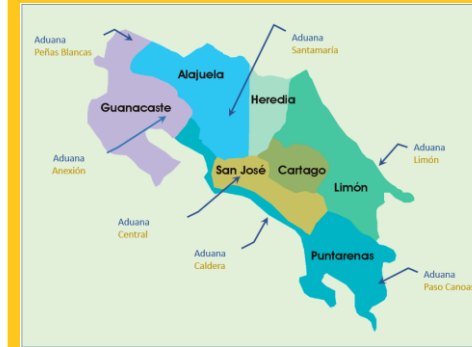 Aduana
Peñas Blancas
Aduana
Santamaría
Alajuela
Heredia
Guanacaste
Aduana
Anexión
San José
Cartago
Aduana
Limón
Limón
Aduana
Central
Aduana
Caldera
Puntarenas
Aduana
Paso Canoas